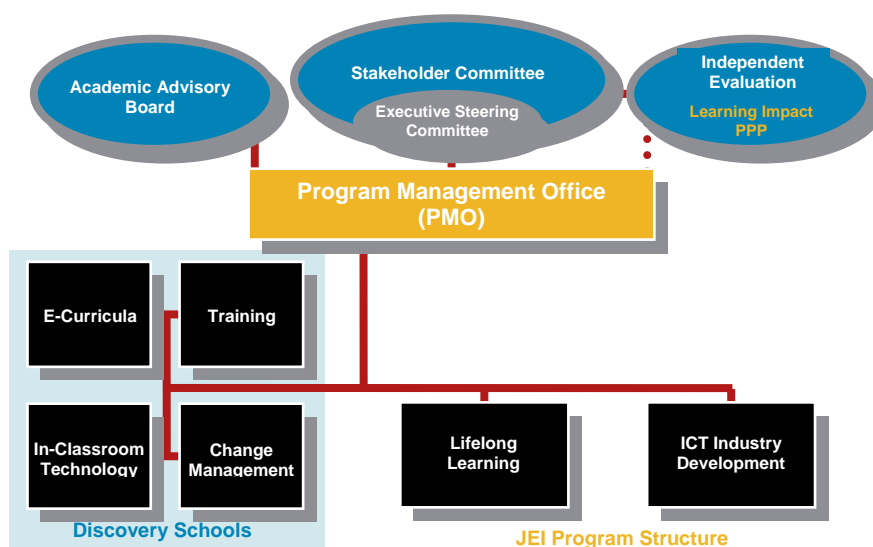 Academic Advisory
Board
Stakeholder Committee
Executive Steering
Committee
Independent
Evaluation
Learning Impact
PPP
Program Management Office
(PMO)
E-Curricula
Training
In-Classroom
Technology
Change
Management
Lifelong
Learning
ICT Industry
Development
Discovery Schools
JEI Program Structure